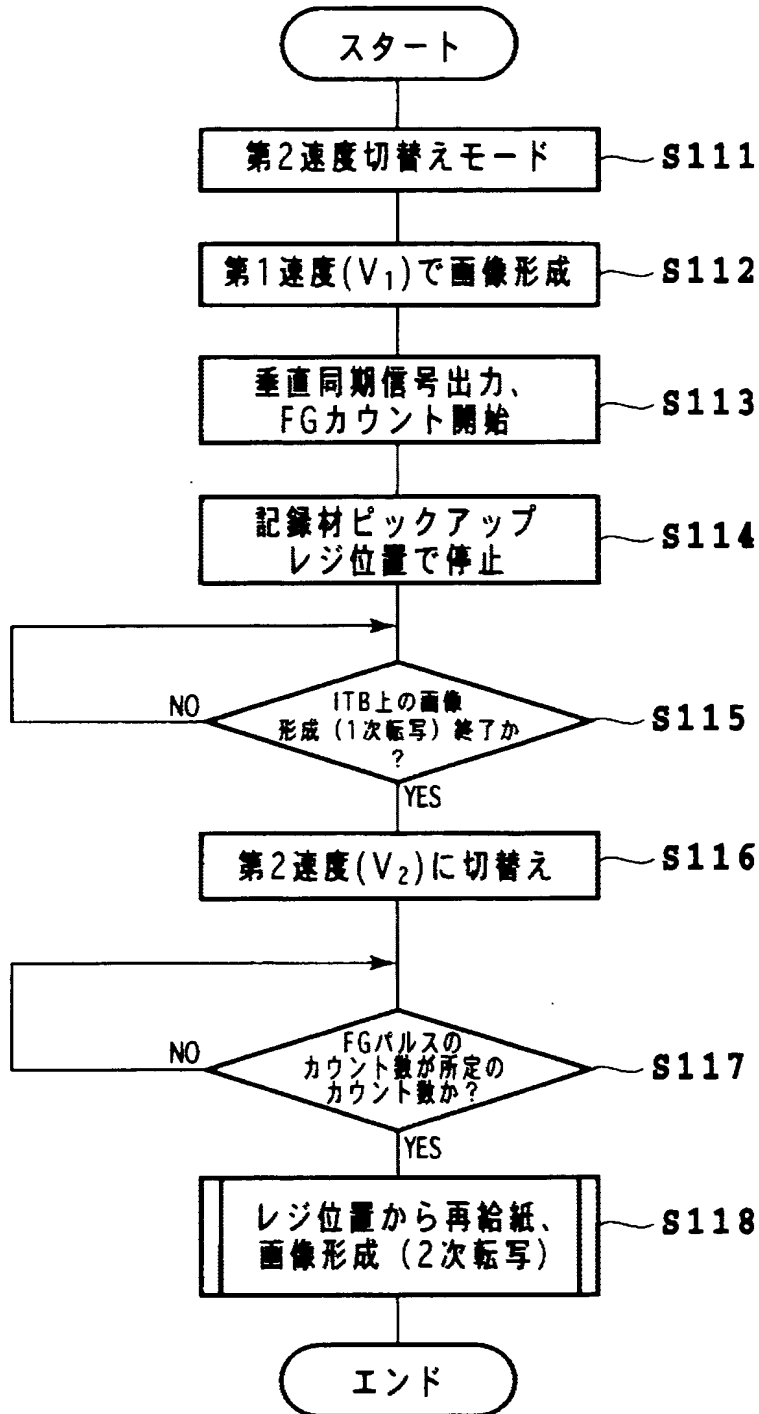 スタート
第2速度切替えモード
S111
第1速度(V₁)で画像形成
S112
垂直同期信号出力、
FGカウント開始
S113
記録材ピックアップ
レジ位置で停止
S114
ITB上の画像
形成(1次転写)終了か
?
NO
S115
YES
第2速度(V₂)に切替え
S116
FGパルスの
カウント数が所定の
カウント数か?
NO
S117
YES
レジ位置から再給紙、
画像形成(2次転写)
S118
エンド